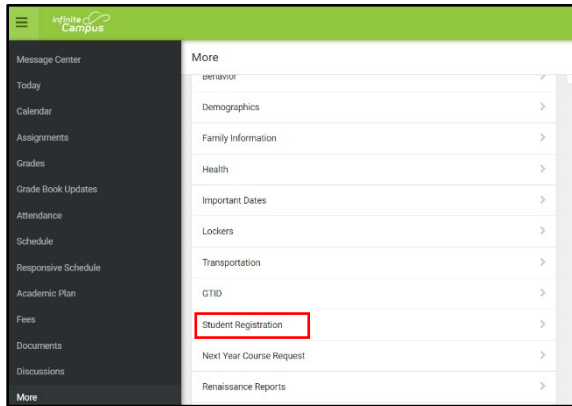 Infinite
Campus
Message Center
Today
Calendar
Assignments
Grades
Grade Book Updates
Attendance
Schedule
Responsive Schedule
Academic Plan
Fees
Documents
Discussions
More
More
Behavior
Demographics
Family Information
Health
Important Dates
Lockers
Transportation
GTID
Student Registration
Next Year Course Request
Renaissance Reports